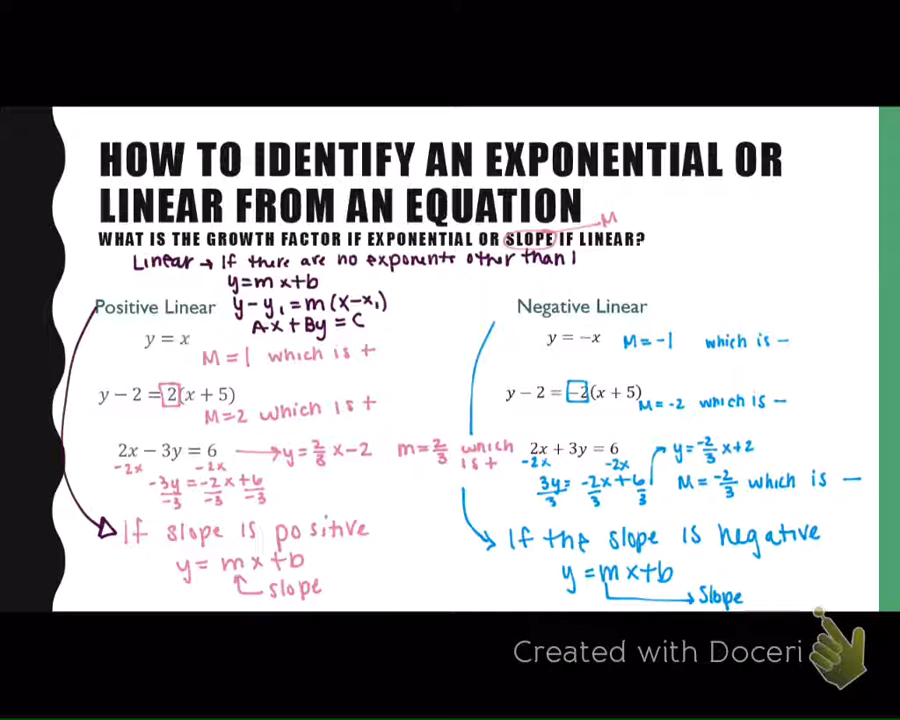 HOW TO IDENTIFY AN EXPONENTIAL OR
LINEAR FROM AN EQUATION
WHAT IS THE GROWTH FACTOR IF EXPONENTIAL OR SLOPE IF LINEAR?
M
Linear → If there are no exponents other than 1
y=mx+b
y-y₁=m(x-x₁)
Ax+By=C
Positive Linear
y = x
M=1 which is +
y − 2 = 2(x + 5)
M=2 which is +
2x − 3y = 6 → y=2/3x-2 m=2/3 which is +
-2x -2x
-3y = -2x+6
-3 -3 -3
If slope is positive
y=mx+b
slope
Negative Linear
y = −x M=-1 which is −
y − 2 = −2(x + 5) M=-2 which is −
2x + 3y = 6 y=-2/3x+2
-2x -2x
3y = -2x+6 M=-2/3 which is −
3 3 3
If the slope is negative
y=mx+b
Slope
Created with Doceri